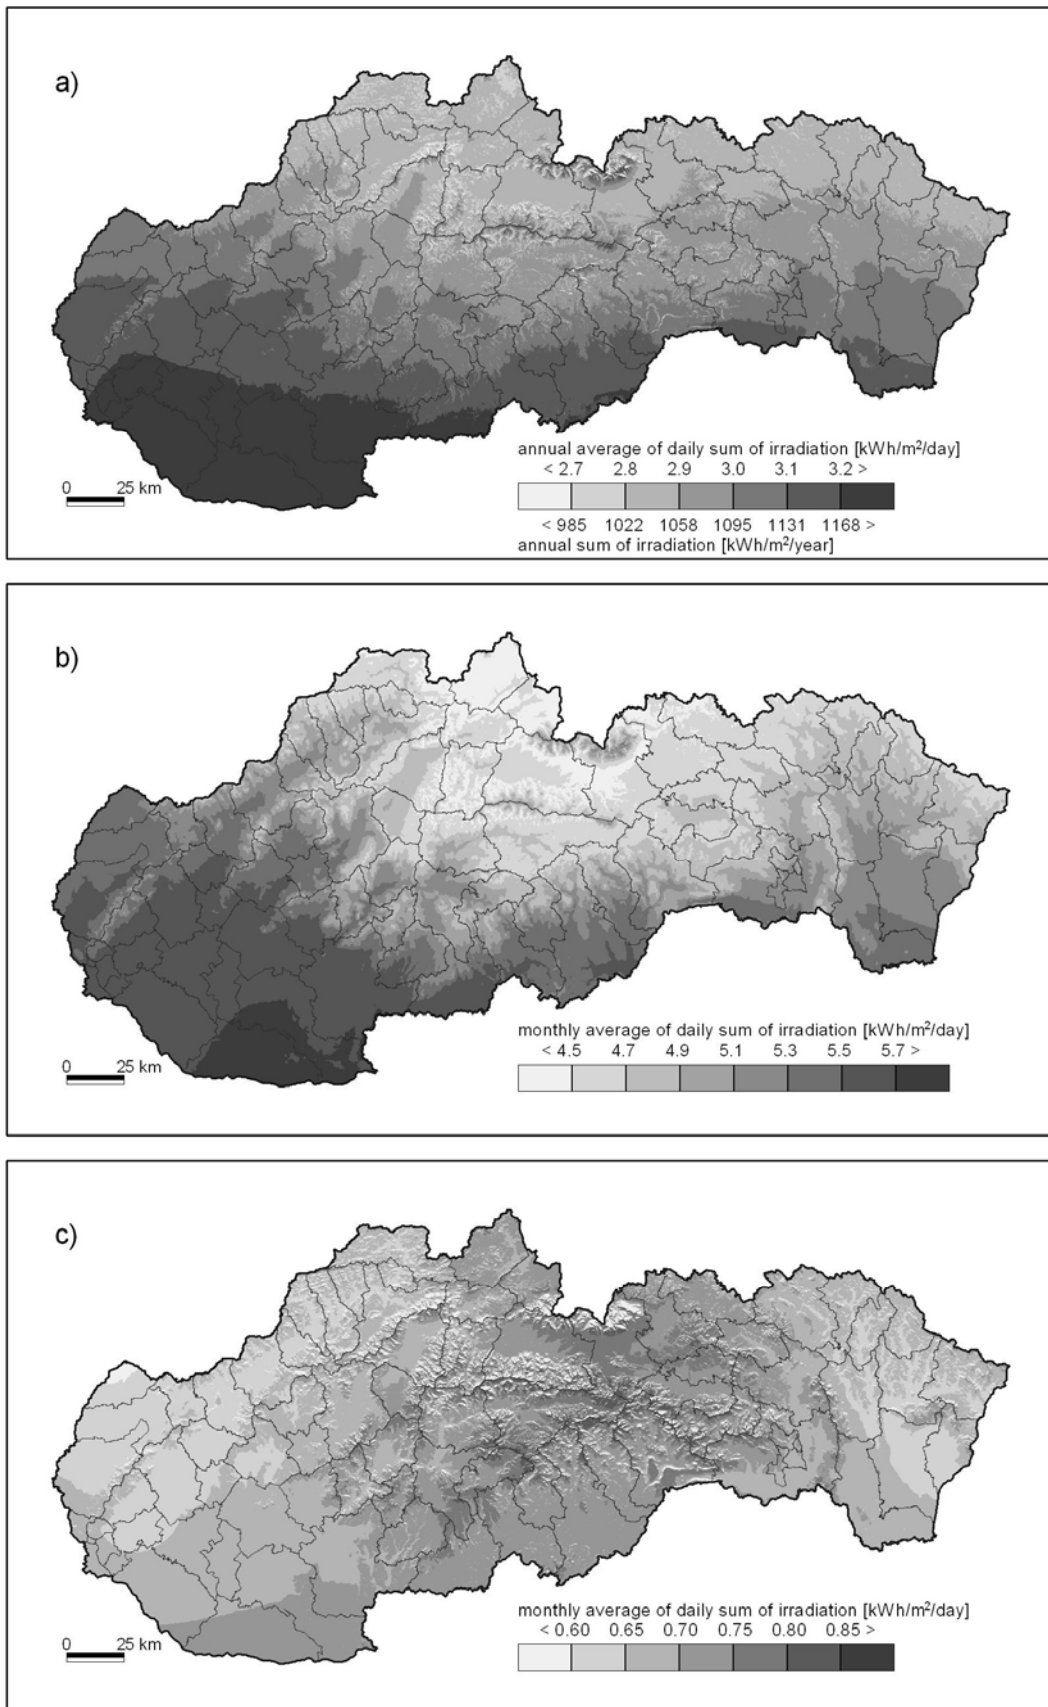 a)
annual average of daily sum of irradiation [kWh/m²/day]
< 2.7 2.8 2.9 3.0 3.1 3.2 >
0 25 km
< 985 1022 1058 1095 1131 1168 >
annual sum of irradiation [kWh/m²/year]
b)
monthly average of daily sum of irradiation [kWh/m²/day]
< 4.5 4.7 4.9 5.1 5.3 5.5 5.7 >
0 25 km
c)
monthly average of daily sum of irradiation [kWh/m²/day]
< 0.60 0.65 0.70 0.75 0.80 0.85 >
0 25 km